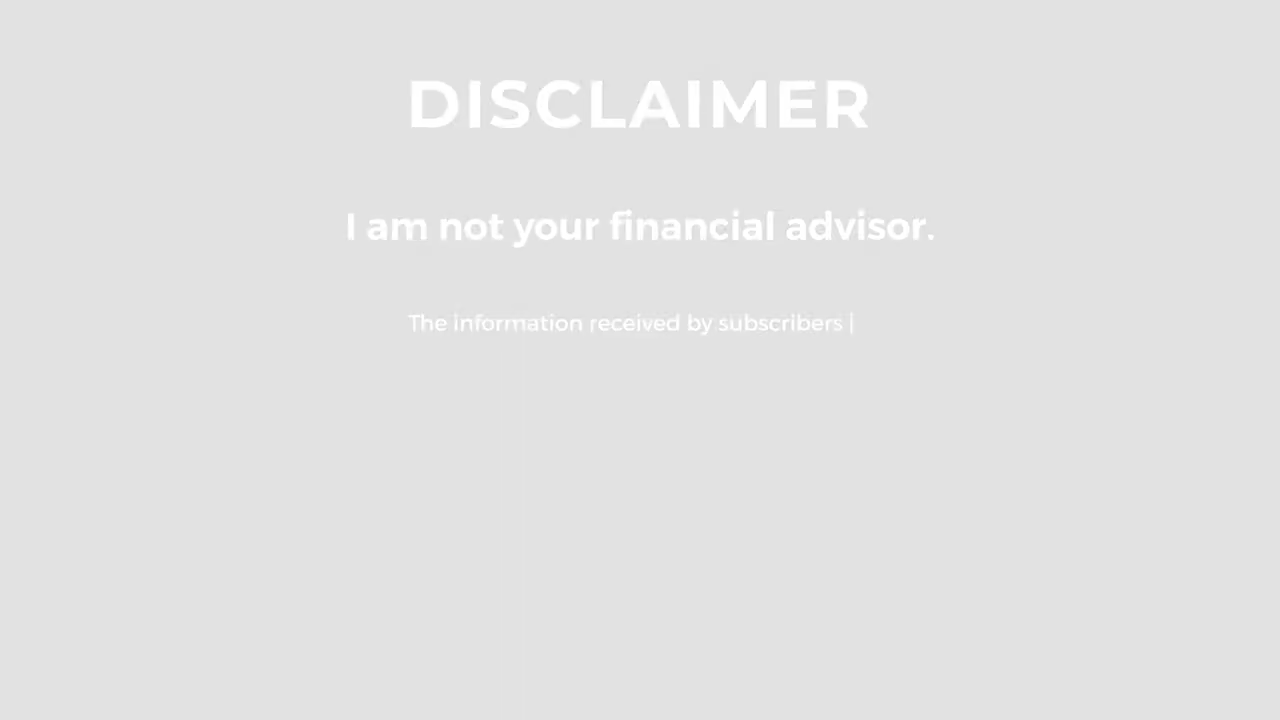 DISCLAIMER
I am not your financial advisor.
The information received by subscribers |